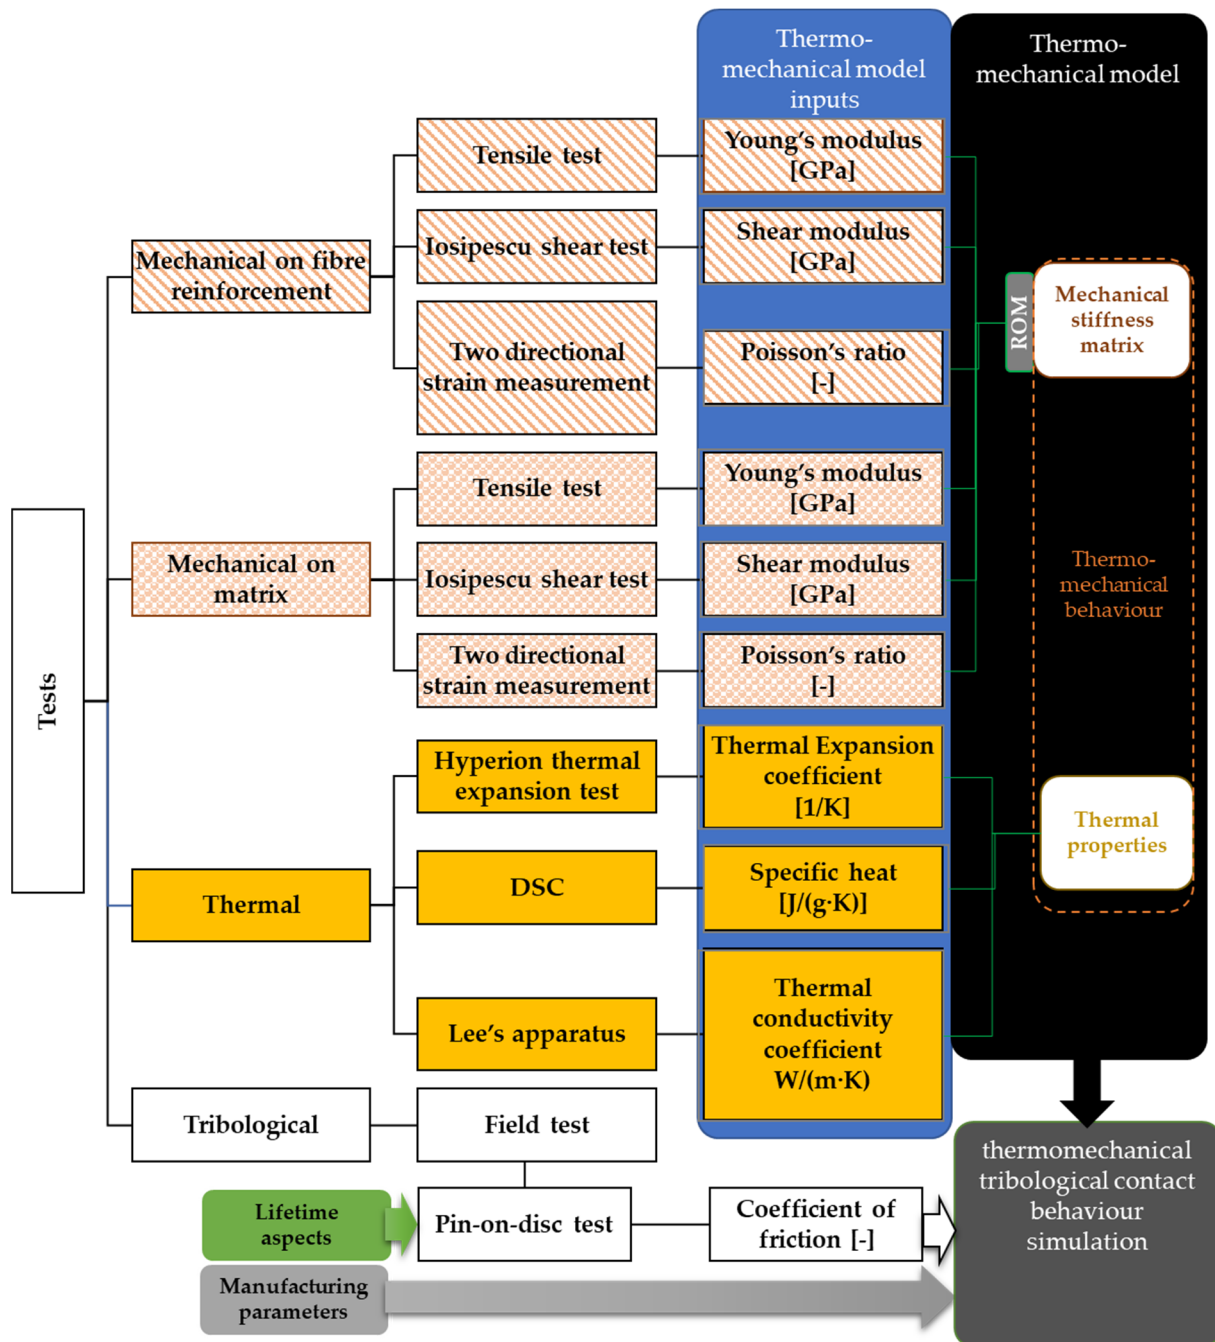 Thermo-
mechanical model
inputs
Thermo-
mechanical model
Tests
Mechanical on fibre
reinforcement
Tensile test
Young's modulus
[GPa]
Iosipescu shear test
Shear modulus
[GPa]
Two directional
strain measurement
Poisson's ratio
[-]
ROM
Mechanical
stiffness
matrix
Mechanical on
matrix
Tensile test
Young's modulus
[GPa]
Iosipescu shear test
Shear modulus
[GPa]
Two directional
strain measurement
Poisson's ratio
[-]
Thermo-
mechanical
behaviour
Thermal
Hyperion thermal
expansion test
Thermal Expansion
coefficient
[1/K]
DSC
Specific heat
[J/(g·K)]
Lee's apparatus
Thermal
conductivity
coefficient
W/(m·K)
Thermal
properties
Tribological
Field test
Lifetime
aspects
Pin-on-disc test
Coefficient of
friction [-]
Manufacturing
parameters
thermomechanical
tribological contact
behaviour
simulation